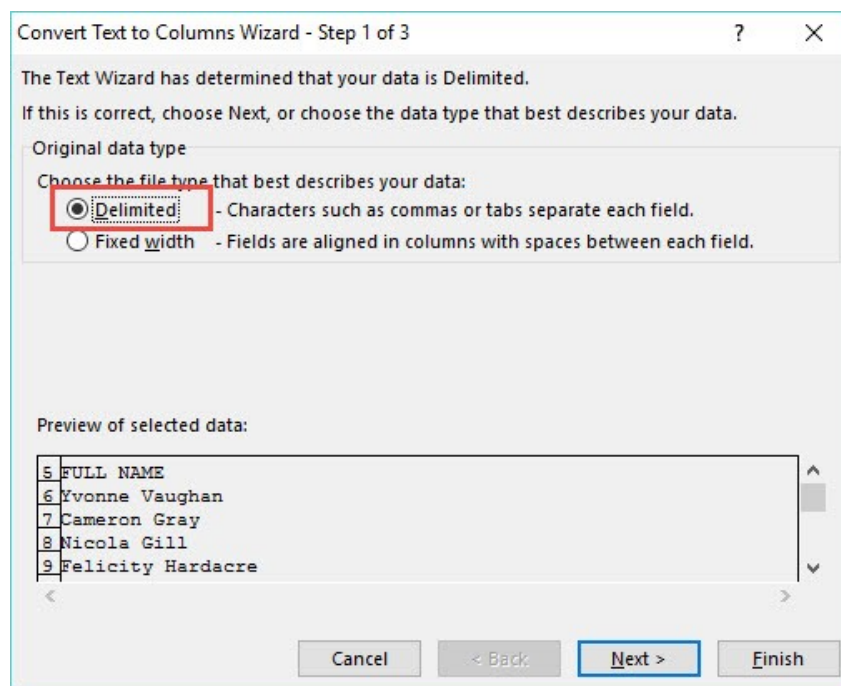 Convert Text to Columns Wizard - Step 1 of 3 ?
The Text Wizard has determined that your data is Delimited.
If this is correct, choose Next, or choose the data type that best describes your data.
Original data type
Choose the file type that best describes your data:
Delimited - Characters such as commas or tabs separate each field.
Fixed width - Fields are aligned in columns with spaces between each field.
Preview of selected data:
5 FULL NAME
6 Yvonne Vaughan
7 Cameron Gray
8 Nicola Gill
9 Felicity Hardacre
Cancel < Back Next > Finish